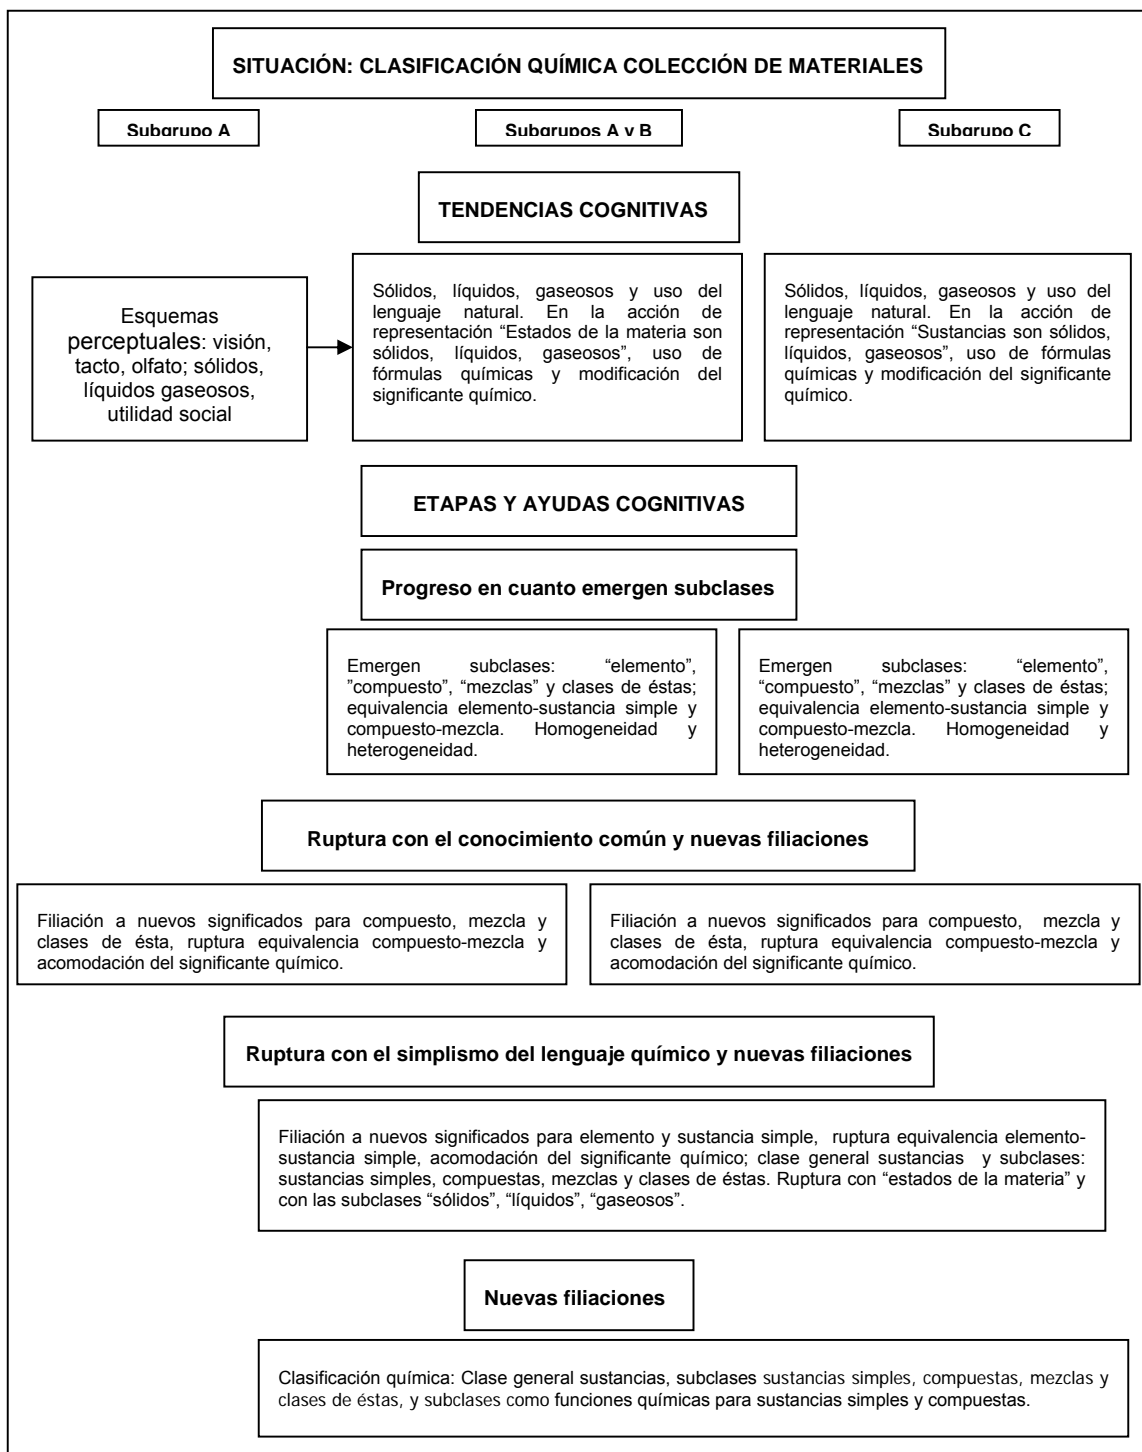 SITUACIÓN: CLASIFICACIÓN QUÍMICA COLECCIÓN DE MATERIALES
Subgrupo A
Subgrupos A y B
Subgrupo C
TENDENCIAS COGNITIVAS
Esquemas
perceptuales: visión,
tacto, olfato; sólidos,
líquidos gaseosos,
utilidad social
Sólidos, líquidos, gaseosos y uso del
lenguaje natural. En la acción de
representación “Estados de la materia son
sólidos, líquidos, gaseosos”, uso de
fórmulas químicas y modificación del
significante químico.
Sólidos, líquidos, gaseosos y uso del
lenguaje natural. En la acción de
representación “Sustancias son sólidos,
líquidos, gaseosos”, uso de fórmulas
químicas y modificación del significante
químico.
ETAPAS Y AYUDAS COGNITIVAS
Progreso en cuanto emergen subclases
Emergen subclases: “elemento”,
”compuesto”, “mezclas” y clases de éstas;
equivalencia elemento-sustancia simple y
compuesto-mezcla. Homogeneidad y
heterogeneidad.
Emergen subclases: “elemento”,
“compuesto”, “mezclas” y clases de éstas;
equivalencia elemento-sustancia simple y
compuesto-mezcla. Homogeneidad y
heterogeneidad.
Ruptura con el conocimiento común y nuevas filiaciones
Filiación a nuevos significados para compuesto, mezcla y
clases de ésta, ruptura equivalencia compuesto-mezcla y
acomodación del significante químico.
Filiación a nuevos significados para compuesto, mezcla y
clases de ésta, ruptura equivalencia compuesto-mezcla y
acomodación del significante químico.
Ruptura con el simplismo del lenguaje químico y nuevas filiaciones
Filiación a nuevos significados para elemento y sustancia simple, ruptura equivalencia elemento-
sustancia simple, acomodación del significante químico; clase general sustancias y subclases:
sustancias simples, compuestas, mezclas y clases de éstas. Ruptura con “estados de la materia” y
con las subclases “sólidos”, “líquidos”, “gaseosos”.
Nuevas filiaciones
Clasificación química: Clase general sustancias, subclases sustancias simples, compuestas, mezclas y
clases de éstas, y subclases como funciones químicas para sustancias simples y compuestas.